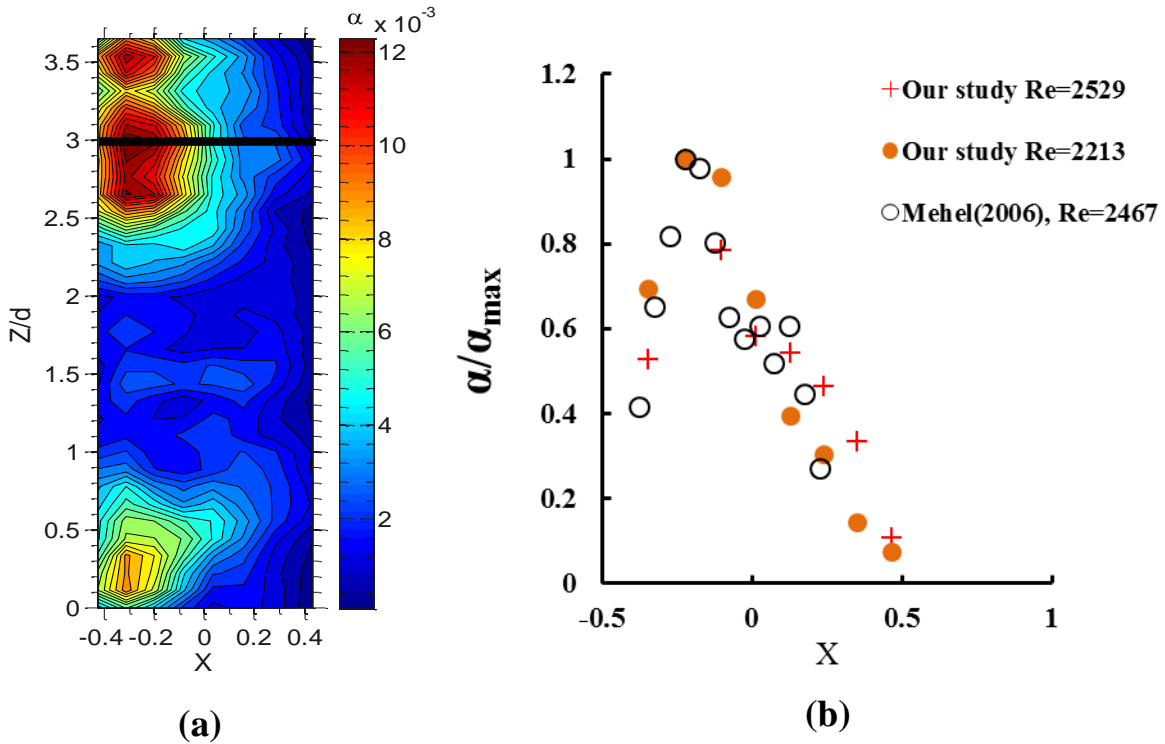 α x 10⁻³
3.5
3
2.5
2
1.5
1
0.5
0
Z/d
-0.4 -0.2 0 0.2 0.4
X
12
10
8
6
4
2
(a)
1.2
1
0.8
0.6
0.4
0.2
0
α/αmax
-0.5 0 0.5 1
X
Our study Re=2529
Our study Re=2213
Mehel(2006), Re=2467
(b)